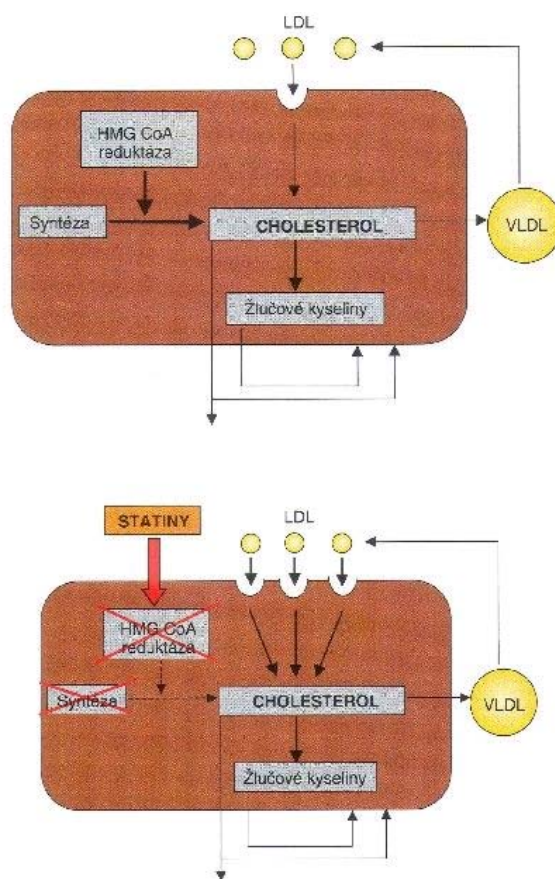 LDL
HMG CoA
reduktáza
Syntéza
CHOLESTEROL
VLDL
Žlučové kyseliny
STATINY
LDL
HMG CoA
reduktáza
Syntéza
CHOLESTEROL
VLDL
Žlučové kyseliny